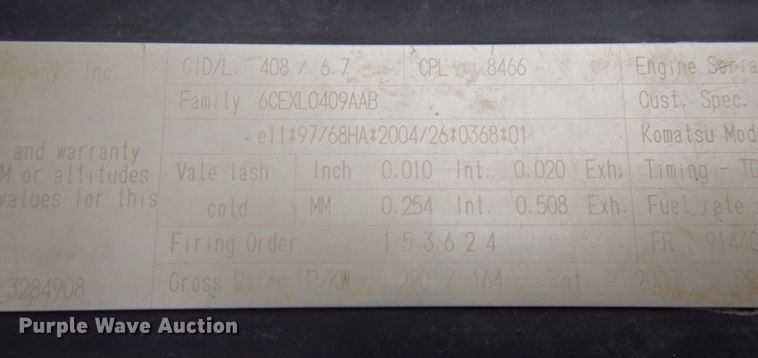 Company, Inc. CID/L. 408 / 6.7 CPL 8466 Engine Seria
Family 6CEXL0409AAB Cust. Spec.
e11*97/68HA*2004/26*0368*01 Komatsu Mod
and warranty
M or altitudes
values for this
Vale lash Inch 0.010 Int. 0.020 Exh. Timing - TD
cold MM 0.254 Int. 0.508 Exh. Fuel rate
Firing Order 1 5 3 6 2 4 FR 91440
3284908 Gross Rated HP/KW 220 / 164 at 2000
Purple Wave Auction